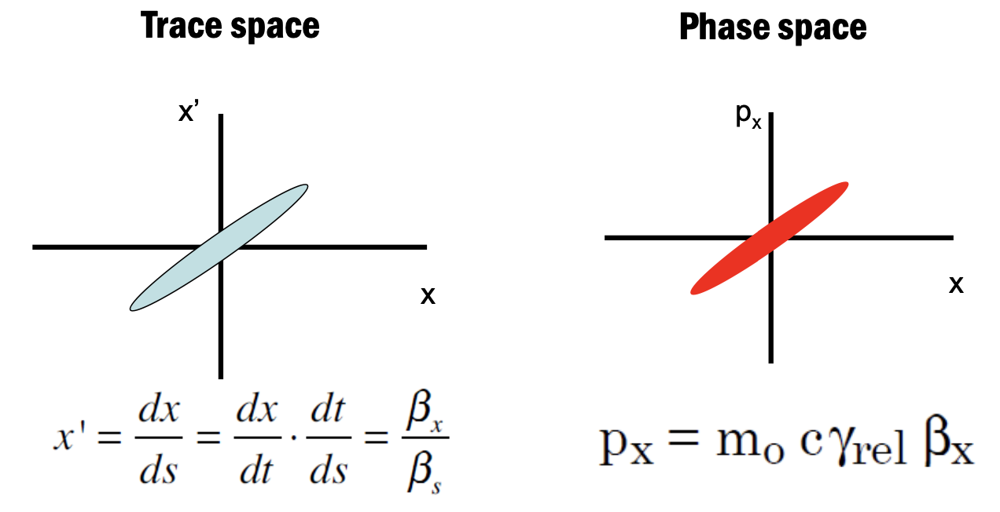 Trace space
x’
x
x' = dx/ds = dx/dt · dt/ds = βx/βs
Phase space
px
x
px = mo c γrel βx